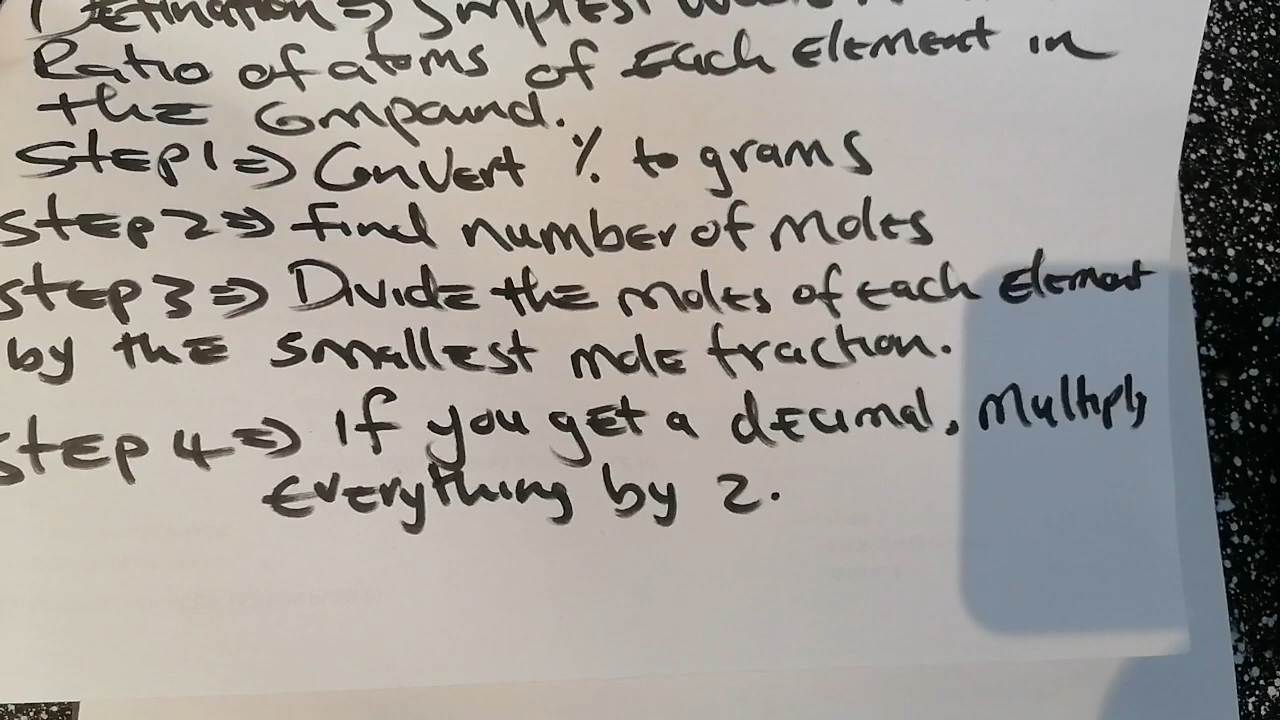 Definition => Simplest
Ratio of atoms of Each Element in
the Compound.
Step 1 => Convert % to grams
Step 2 => find number of moles
Step 3 => Divide the moles of each Element
by the smallest mole fraction.
Step 4 => If you get a decimal, Multiply
Everything by 2.